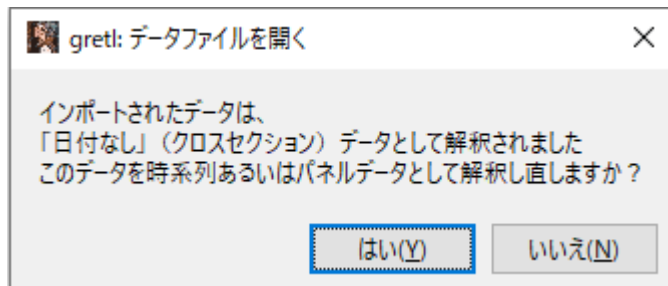 gretl: データファイルを開く
インポートされたデータは、
「日付なし」（クロスセクション）データとして解釈されました
このデータを時系列あるいはパネルデータとして解釈し直しますか？
はい(Y) いいえ(N)